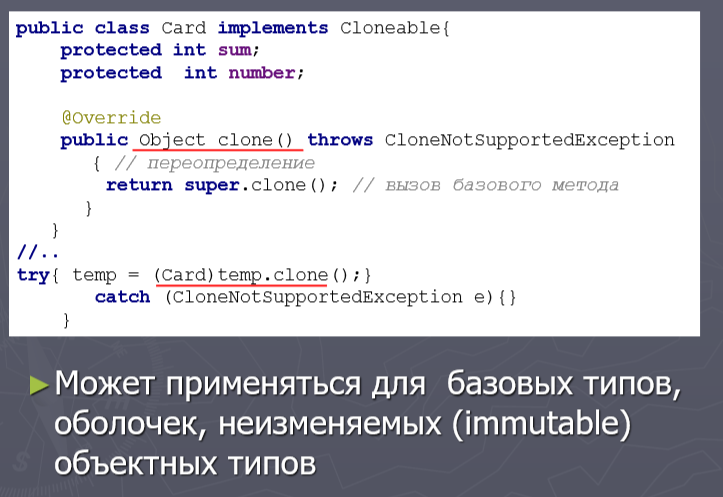 public class Card implements Cloneable{
protected int sum;
protected  int number;
@Override
public Object clone() throws CloneNotSupportedException
{ // переопределение
return super.clone(); // вызов базового метода
}
}
//..
try{ temp = (Card)temp.clone();}
catch (CloneNotSupportedException e){}
}
►Может применяться для  базовых типов,
оболочек, неизменяемых (immutable)
объектных типов